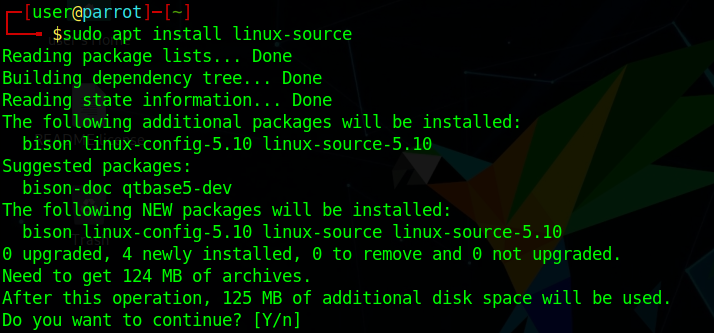 ┌─[user@parrot]─[~]
└──╼ $sudo apt install linux-source
Reading package lists... Done
Building dependency tree... Done
Reading state information... Done
The following additional packages will be installed:
  bison linux-config-5.10 linux-source-5.10
Suggested packages:
  bison-doc qtbase5-dev
The following NEW packages will be installed:
  bison linux-config-5.10 linux-source linux-source-5.10
0 upgraded, 4 newly installed, 0 to remove and 0 not upgraded.
Need to get 124 MB of archives.
After this operation, 125 MB of additional disk space will be used.
Do you want to continue? [Y/n]